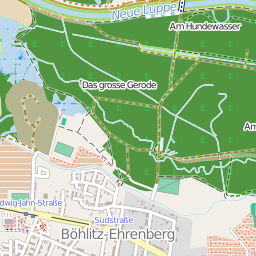 Neue Luppe
Am Hundewasser
Das grosse Gerode
Am
dwig-Jahn-Straße
Südstraße
Böhlitz-Ehrenberg